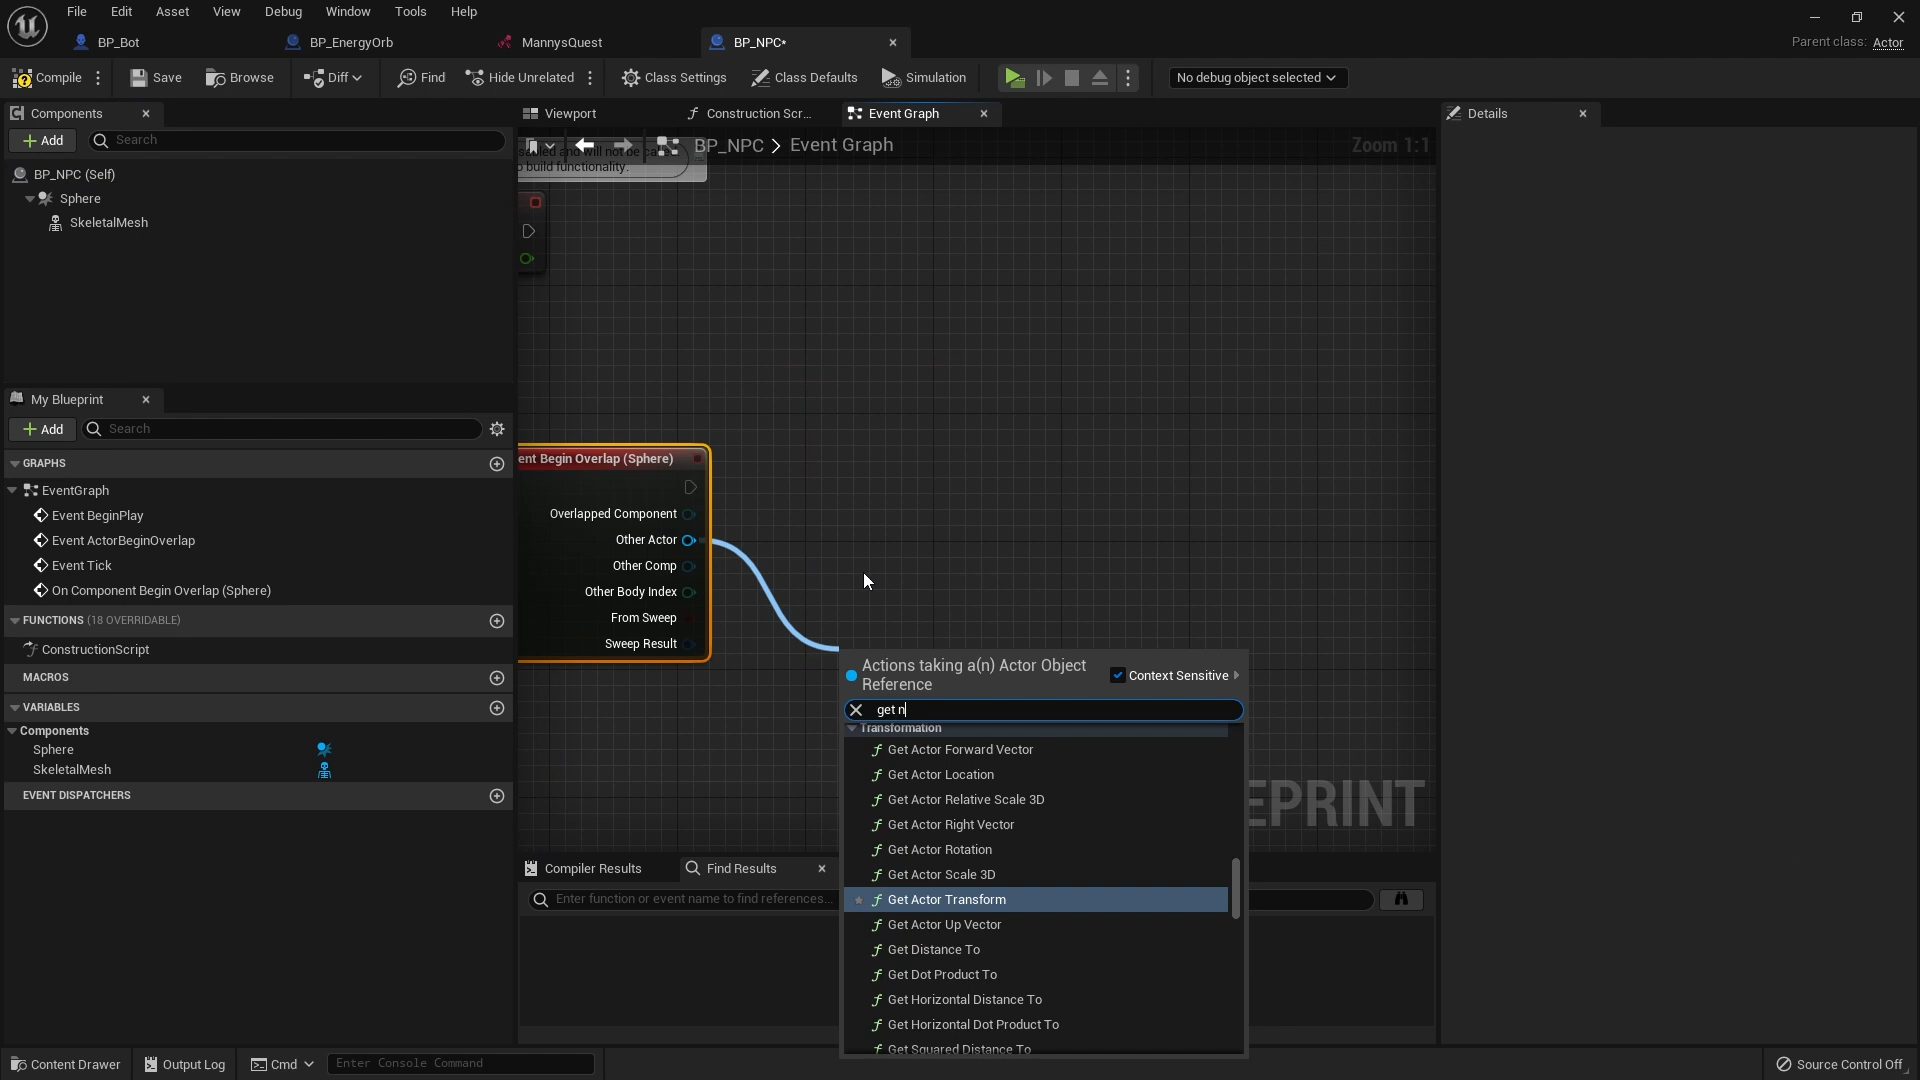 File Edit Asset View Debug Window Tools Help
BP_Bot BP_EnergyOrb MannysQuest BP_NPC*
Parent class: Actor
Compile Save Browse Diff Find Hide Unrelated Class Settings Class Defaults Simulation No debug object selected
Components
Add Search
BP_NPC (Self)
Sphere
SkeletalMesh
My Blueprint
Add Search
GRAPHS
EventGraph
Event BeginPlay
Event ActorBeginOverlap
Event Tick
On Component Begin Overlap (Sphere)
FUNCTIONS (18 OVERRIDABLE)
ConstructionScript
MACROS
VARIABLES
Components
Sphere
SkeletalMesh
EVENT DISPATCHERS
Viewport Construction Scr... Event Graph
BP_NPC > Event Graph
Zoom 1:1
and will not be
build functionality.
ent Begin Overlap (Sphere)
Overlapped Component
Other Actor
Other Comp
Other Body Index
From Sweep
Sweep Result
Actions taking a(n) Actor Object
Reference
Context Sensitive
get n
Transformation
Get Actor Forward Vector
Get Actor Location
Get Actor Relative Scale 3D
Get Actor Right Vector
Get Actor Rotation
Get Actor Scale 3D
Get Actor Transform
Get Actor Up Vector
Get Distance To
Get Dot Product To
Get Horizontal Distance To
Get Horizontal Dot Product To
Get Squared Distance To
EPRINT
Compiler Results Find Results
Enter function or event name to find references...
Details
Content Drawer Output Log Cmd Enter Console Command
Source Control Off